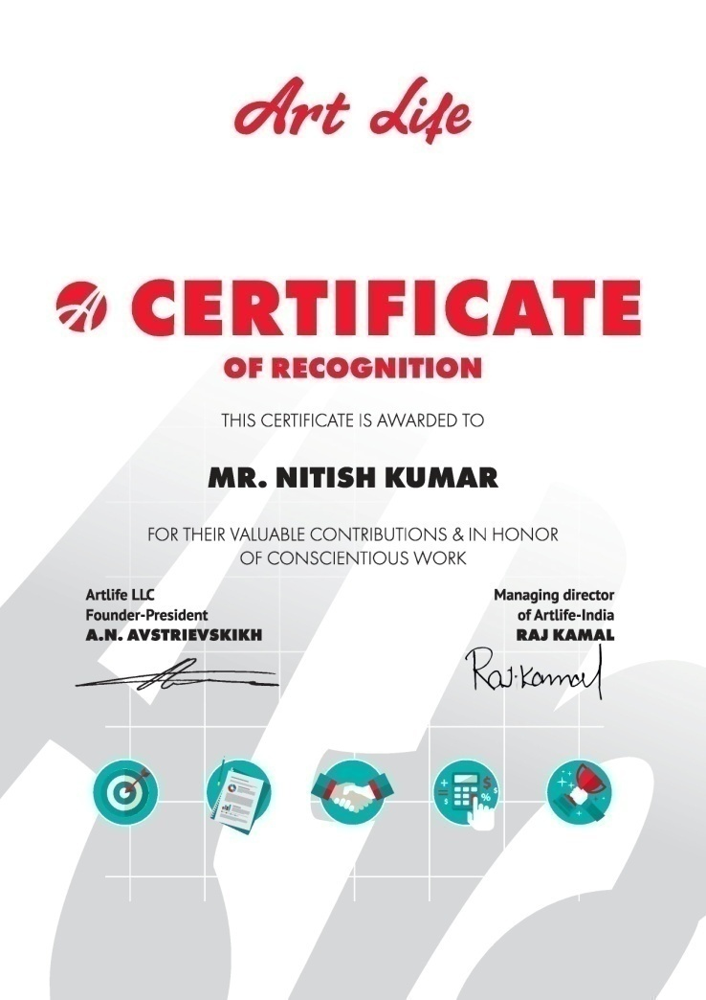 Art Life
CERTIFICATE
OF RECOGNITION
THIS CERTIFICATE IS AWARDED TO
MR. NITISH KUMAR
FOR THEIR VALUABLE CONTRIBUTIONS & IN HONOR
OF CONSCIENTIOUS WORK
Artlife LLC
Founder-President
A.N. AVSTRIEVSKIKH
Managing director
of Artlife-India
RAJ KAMAL
Raj.Kamal